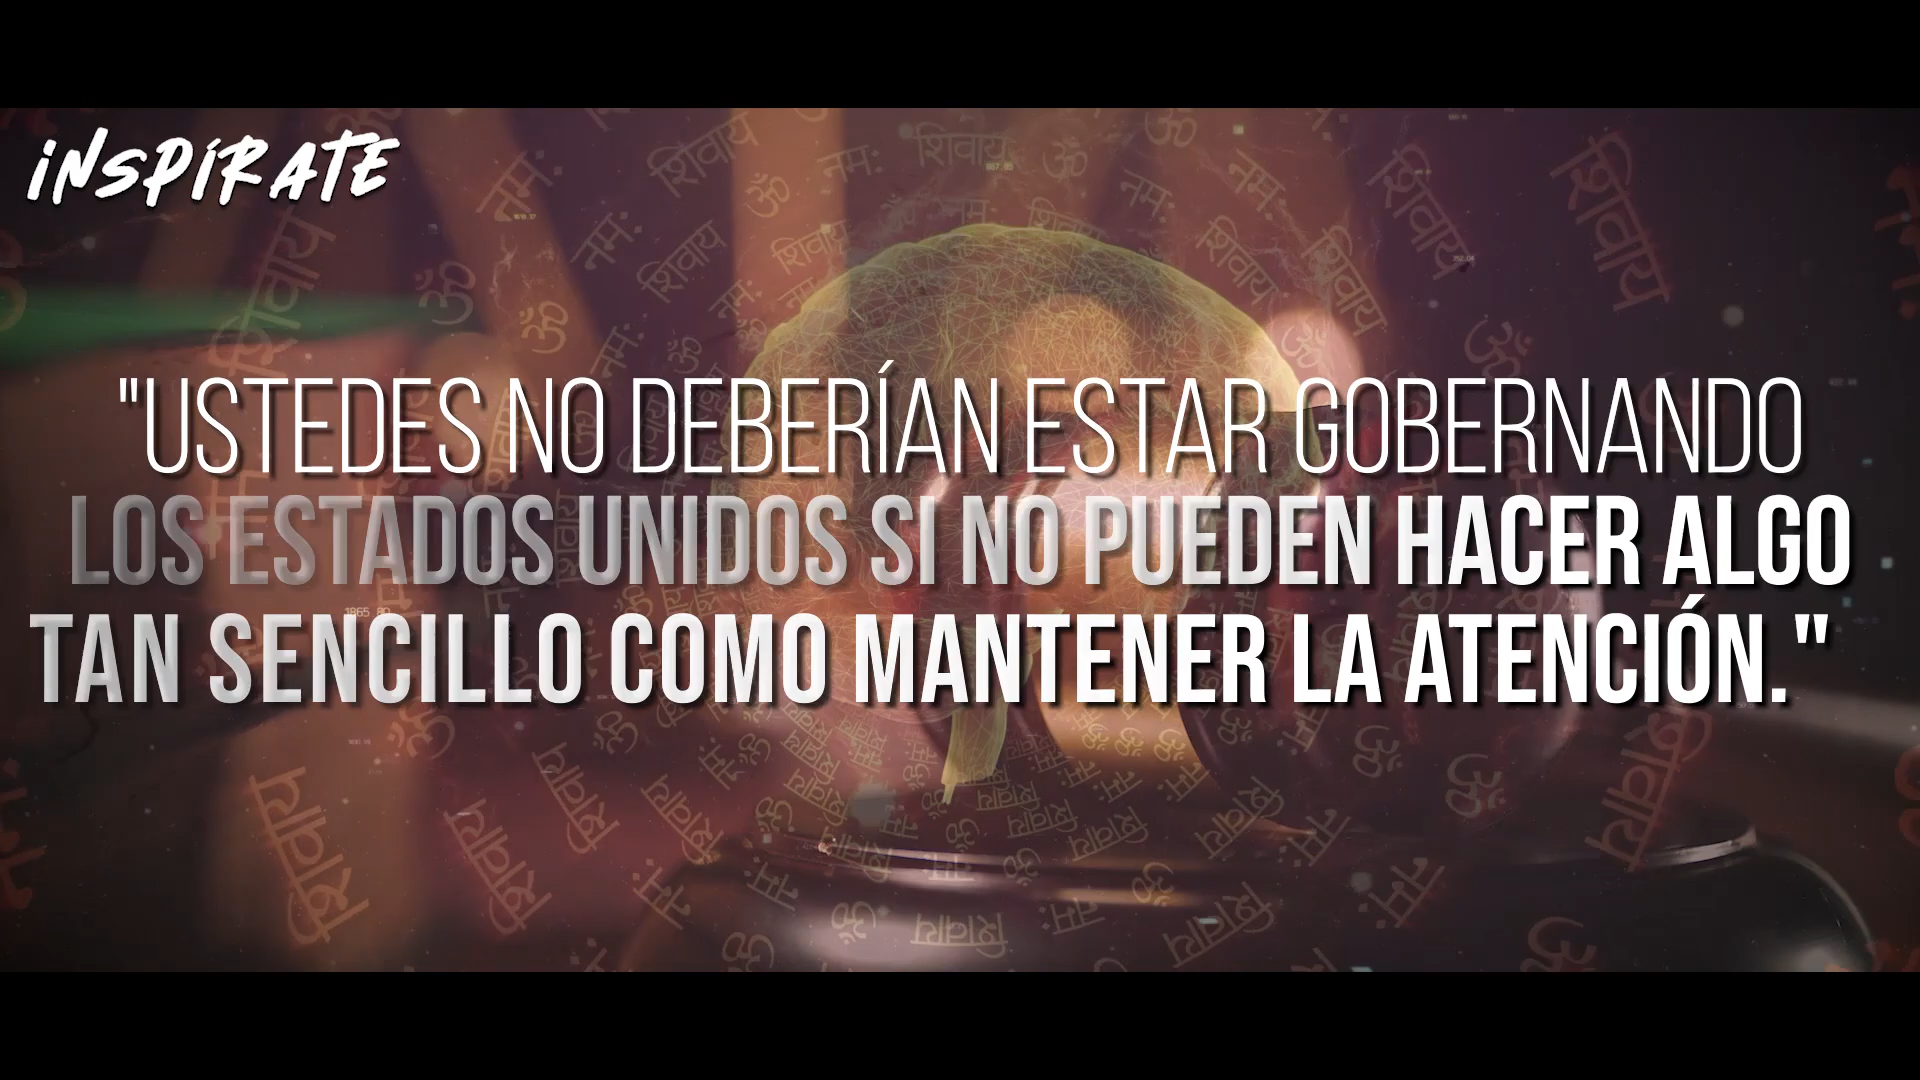 INSPÍRATE
"USTEDES NO DEBERÍAN ESTAR GOBERNANDO
LOS ESTADOS UNIDOS SI NO PUEDEN HACER ALGO
TAN SENCILLO COMO MANTENER LA ATENCIÓN."
ॐ
नमः
शिवाय